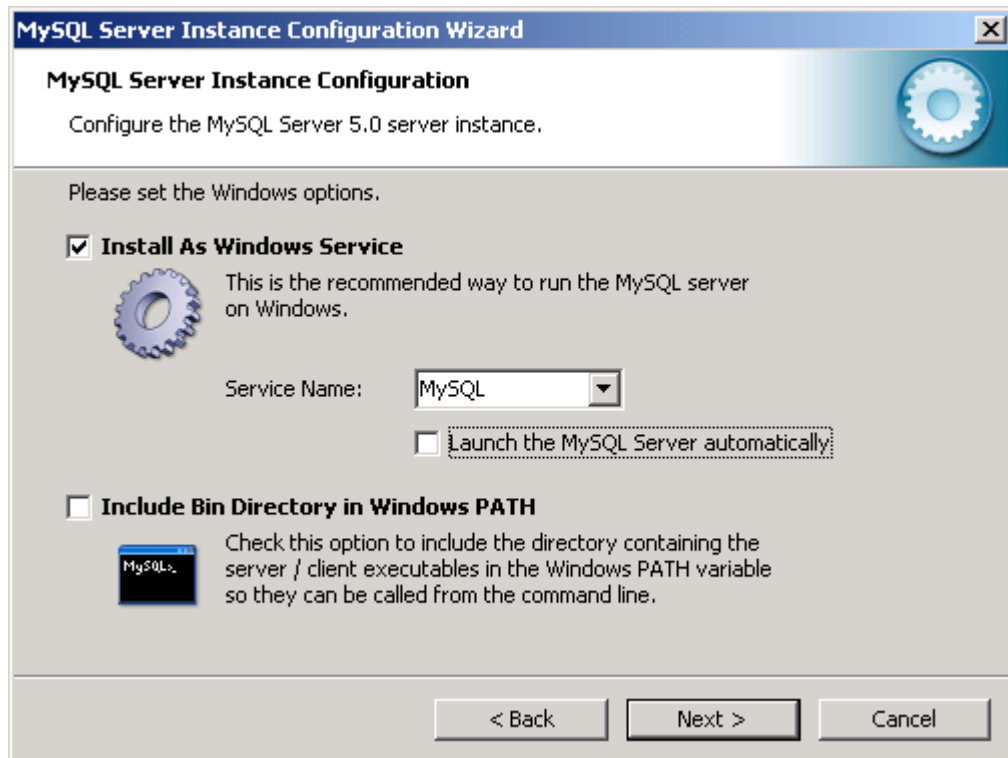 MySQL Server Instance Configuration Wizard
MySQL Server Instance Configuration
Configure the MySQL Server 5.0 server instance.
Please set the Windows options.
Install As Windows Service
This is the recommended way to run the MySQL server
on Windows.
Service Name: MySQL
Launch the MySQL Server automatically
Include Bin Directory in Windows PATH
Check this option to include the directory containing the
server / client executables in the Windows PATH variable
so they can be called from the command line.
MySQL>_
< Back Next > Cancel